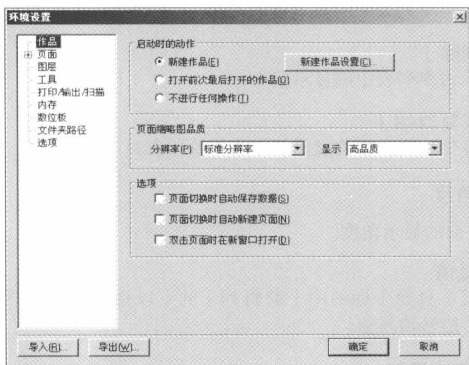 环境设置
作品
页面
图层
工具
打印/输出/扫描
内存
数位板
文件夹路径
选项
启动时的动作
新建作品(E) 新建作品设置(C)...
打开前次最后打开的作品(O)
不进行任何操作(T)
页面缩略图品质
分辨率(P) 标准分辨率 显示 高品质
选项
页面切换时自动保存数据(S)
页面切换时自动新建页面(N)
双击页面时在新窗口打开(D)
导入(R)... 导出(W)... 确定 取消